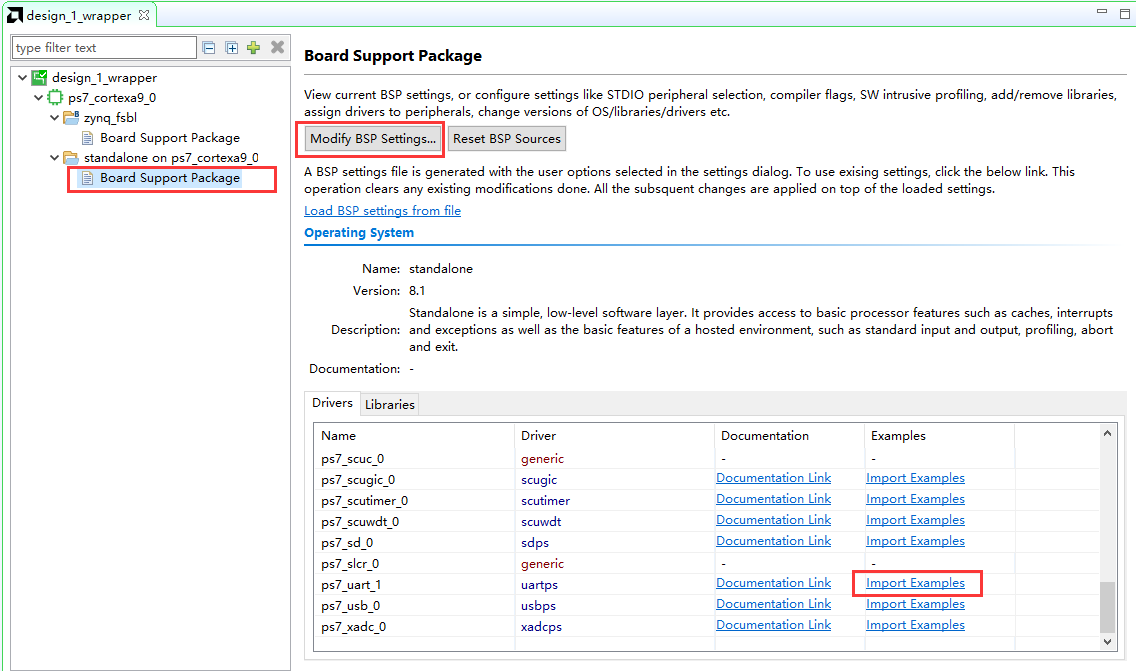 design_1_wrapper
type filter text
design_1_wrapper
ps7_cortexa9_0
zynq_fsbl
Board Support Package
standalone on ps7_cortexa9_0
Board Support Package
Board Support Package
View current BSP settings, or configure settings like STDIO peripheral selection, compiler flags, SW intrusive profiling, add/remove libraries,
assign drivers to peripherals, change versions of OS/libraries/drivers etc.
Modify BSP Settings... Reset BSP Sources
A BSP settings file is generated with the user options selected in the settings dialog. To use exising settings, click the below link. This
operation clears any existing modifications done. All the subsquent changes are applied on top of the loaded settings.
Load BSP settings from file
Operating System
Name: standalone
Version: 8.1
Description: Standalone is a simple, low-level software layer. It provides access to basic processor features such as caches, interrupts
and exceptions as well as the basic features of a hosted environment, such as standard input and output, profiling, abort
and exit.
Documentation: -
Drivers Libraries
Name Driver Documentation Examples
ps7_scuc_0 generic - -
ps7_scugic_0 scugic Documentation Link Import Examples
ps7_scutimer_0 scutimer Documentation Link Import Examples
ps7_scuwdt_0 scuwdt Documentation Link Import Examples
ps7_sd_0 sdps Documentation Link Import Examples
ps7_slcr_0 generic - -
ps7_uart_1 uartps Documentation Link Import Examples
ps7_usb_0 usbps Documentation Link Import Examples
ps7_xadc_0 xadcps Documentation Link Import Examples